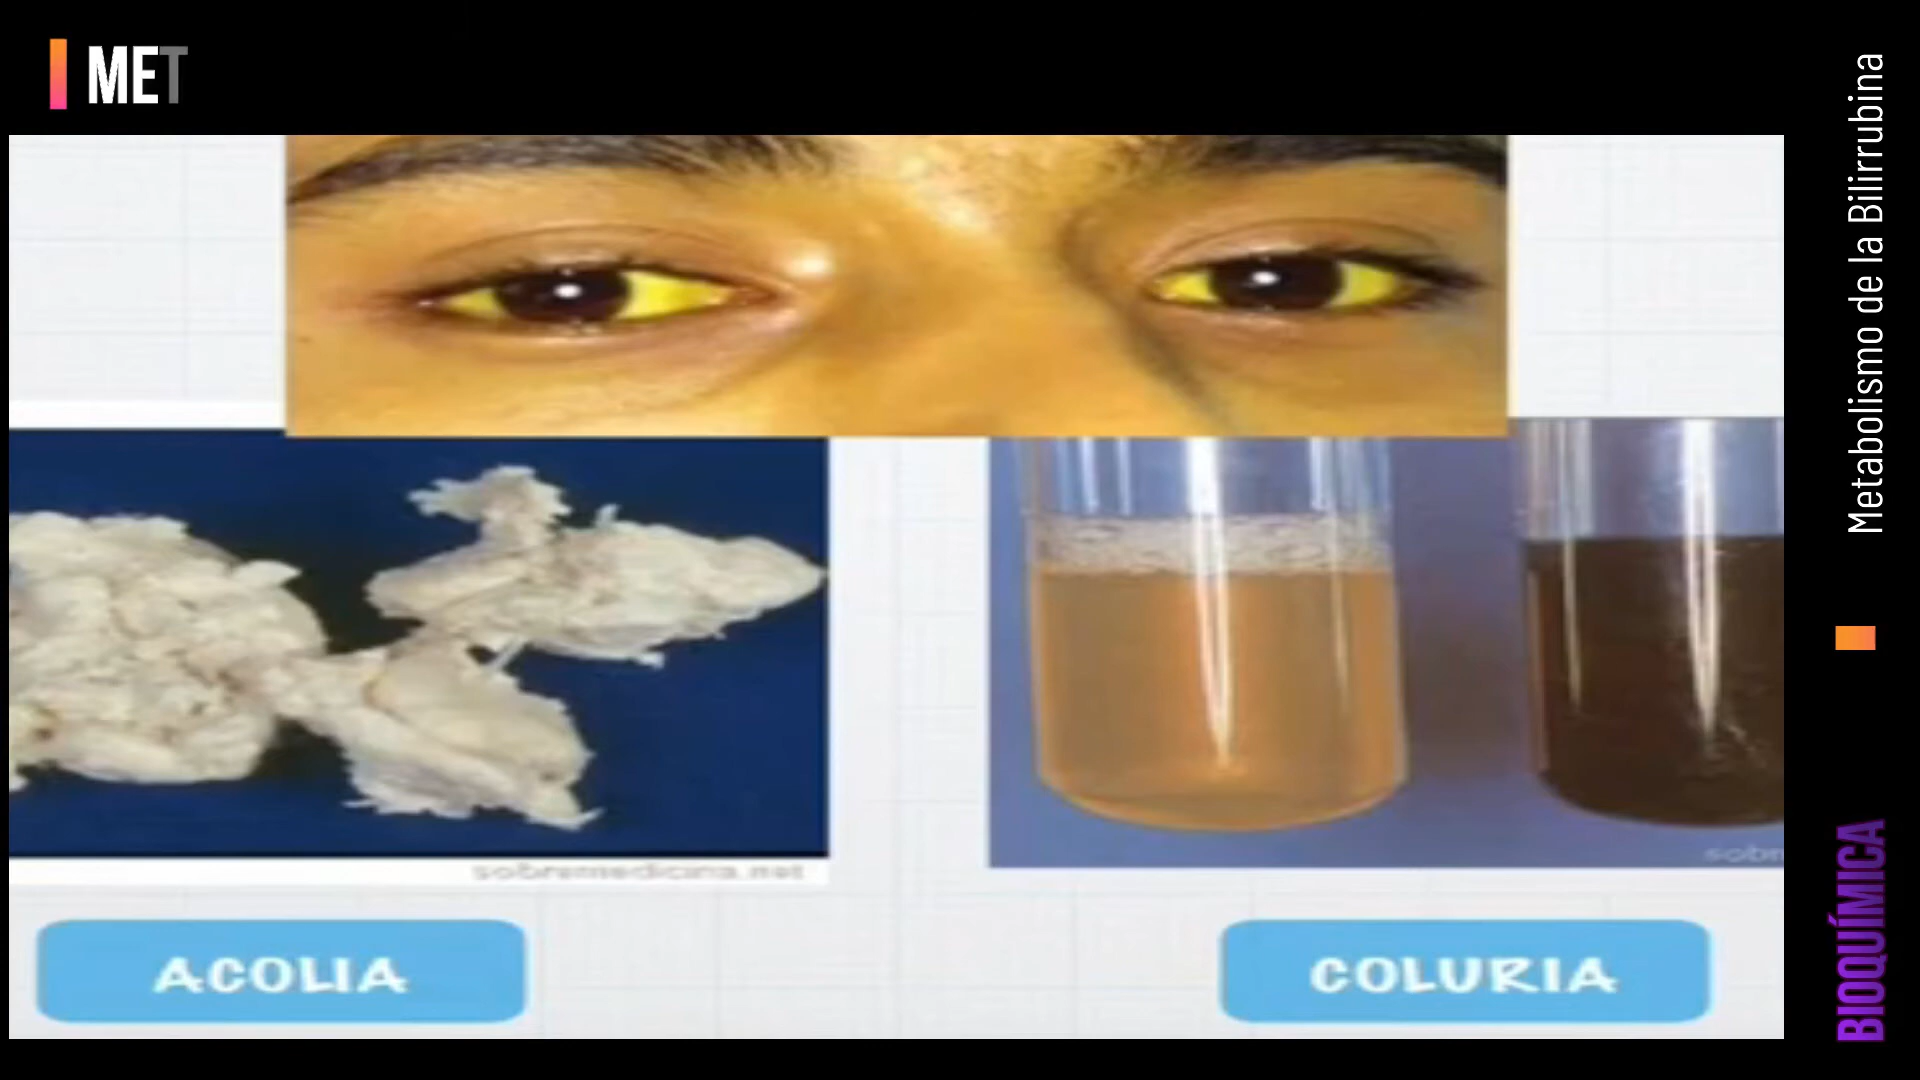 MET
sobremedicina.net
ACOLIA
COLURIA
Metabolismo de la Bilirrubina
BIOQUÍMICA